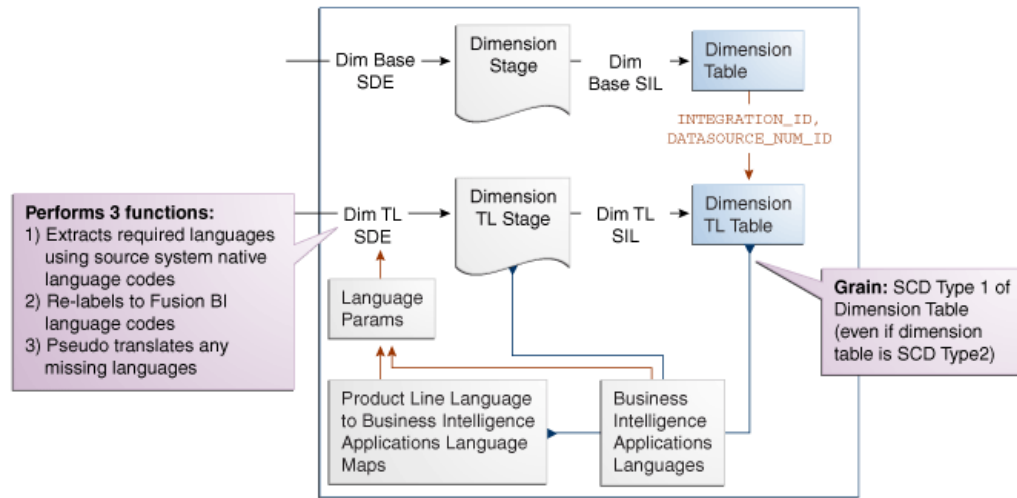 Dim Base
SDE
Dimension
Stage
Dim
Base SIL
Dimension
Table
INTEGRATION_ID,
DATASOURCE_NUM_ID
Performs 3 functions:
1) Extracts required languages
using source system native
language codes
2) Re-labels to Fusion BI
language codes
3) Pseudo translates any
missing languages
Dim TL
SDE
Dimension
TL Stage
Dim TL
SIL
Dimension
TL Table
Language
Params
Grain: SCD Type 1 of
Dimension Table
(even if dimension
table is SCD Type2)
Product Line Language
to Business Intelligence
Applications Language
Maps
Business
Intelligence
Applications
Languages